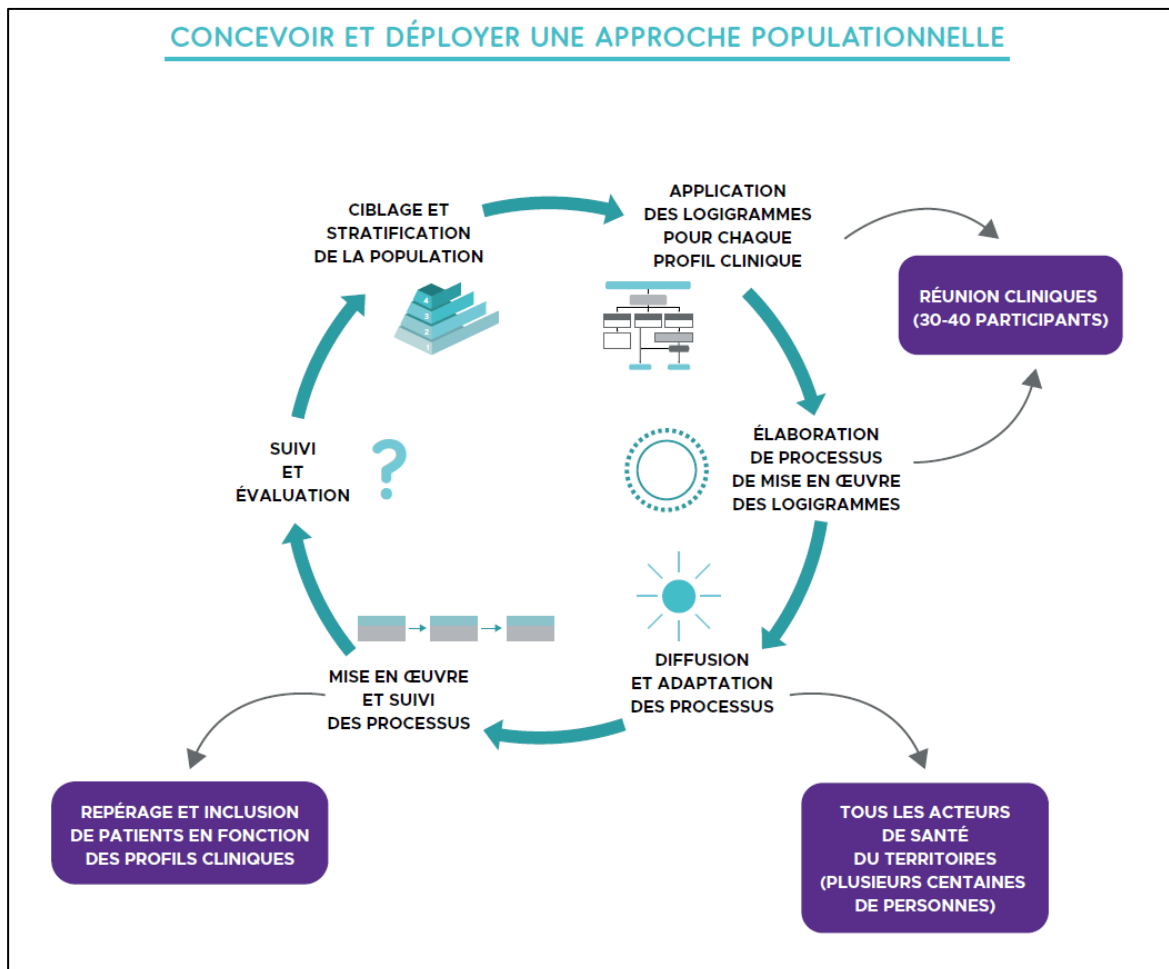 CONCEVOIR ET DÉPLOYER UNE APPROCHE POPULATIONNELLE
CIBLAGE ET
STRATIFICATION
DE LA POPULATION
4
3
2
1
APPLICATION
DES LOGIGRAMMES
POUR CHAQUE
PROFIL CLINIQUE
RÉUNION CLINIQUES
(30-40 PARTICIPANTS)
ÉLABORATION
DE PROCESSUS
DE MISE EN ŒUVRE
DES LOGIGRAMMES
DIFFUSION
ET ADAPTATION
DES PROCESSUS
TOUS LES ACTEURS
DE SANTÉ
DU TERRITOIRES
(PLUSIEURS CENTAINES
DE PERSONNES)
MISE EN ŒUVRE
ET SUIVI
DES PROCESSUS
REPÉRAGE ET INCLUSION
DE PATIENTS EN FONCTION
DES PROFILS CLINIQUES
SUIVI
ET
ÉVALUATION
?